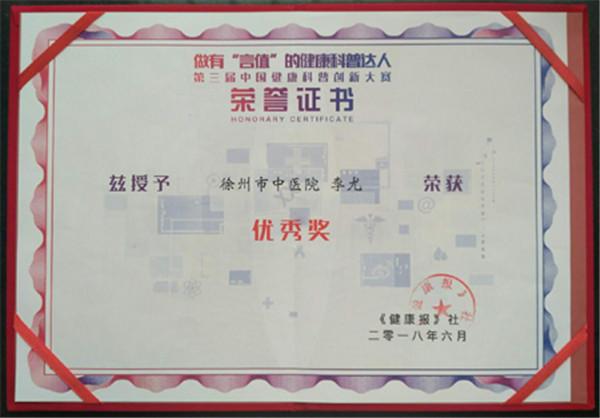 做有“言值”的健康科普达人
第三届中国健康科普创新大赛
荣誉证书
HONORARY CERTIFICATE
兹授予 徐州市中医院 李尤 荣获
优秀奖
《健康报》社
二零一八年六月